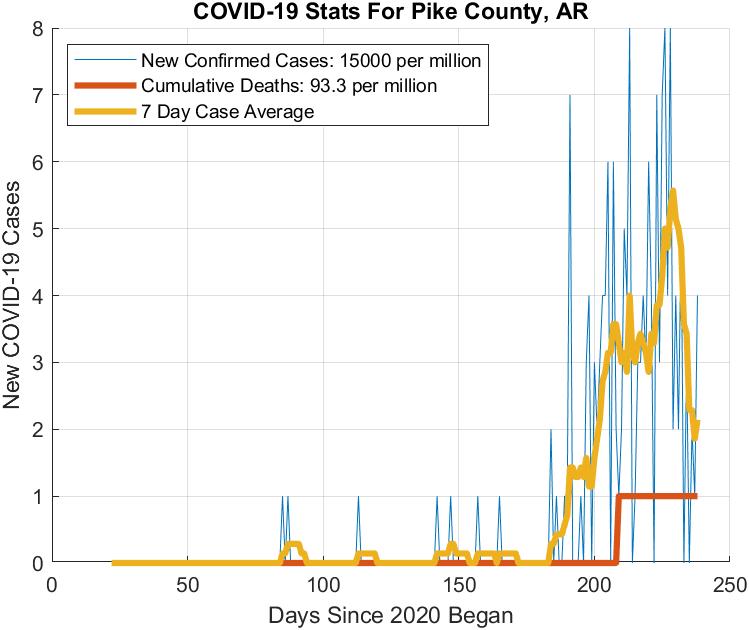 COVID-19 Stats For Pike County, AR
New Confirmed Cases: 15000 per million
Cumulative Deaths: 93.3 per million
7 Day Case Average
New COVID-19 Cases
8
7
6
5
4
3
2
1
0
0 50 100 150 200 250
Days Since 2020 Began